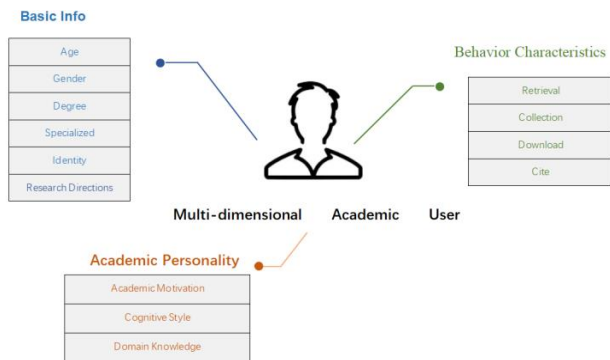 Basic Info
Age
Gender
Degree
Specialized
Identity
Research Directions
Behavior Characteristics
Retrieval
Collection
Download
Cite
Multi-dimensional Academic User
Academic Personality
Academic Motivation
Cognitive Style
Domain Knowledge